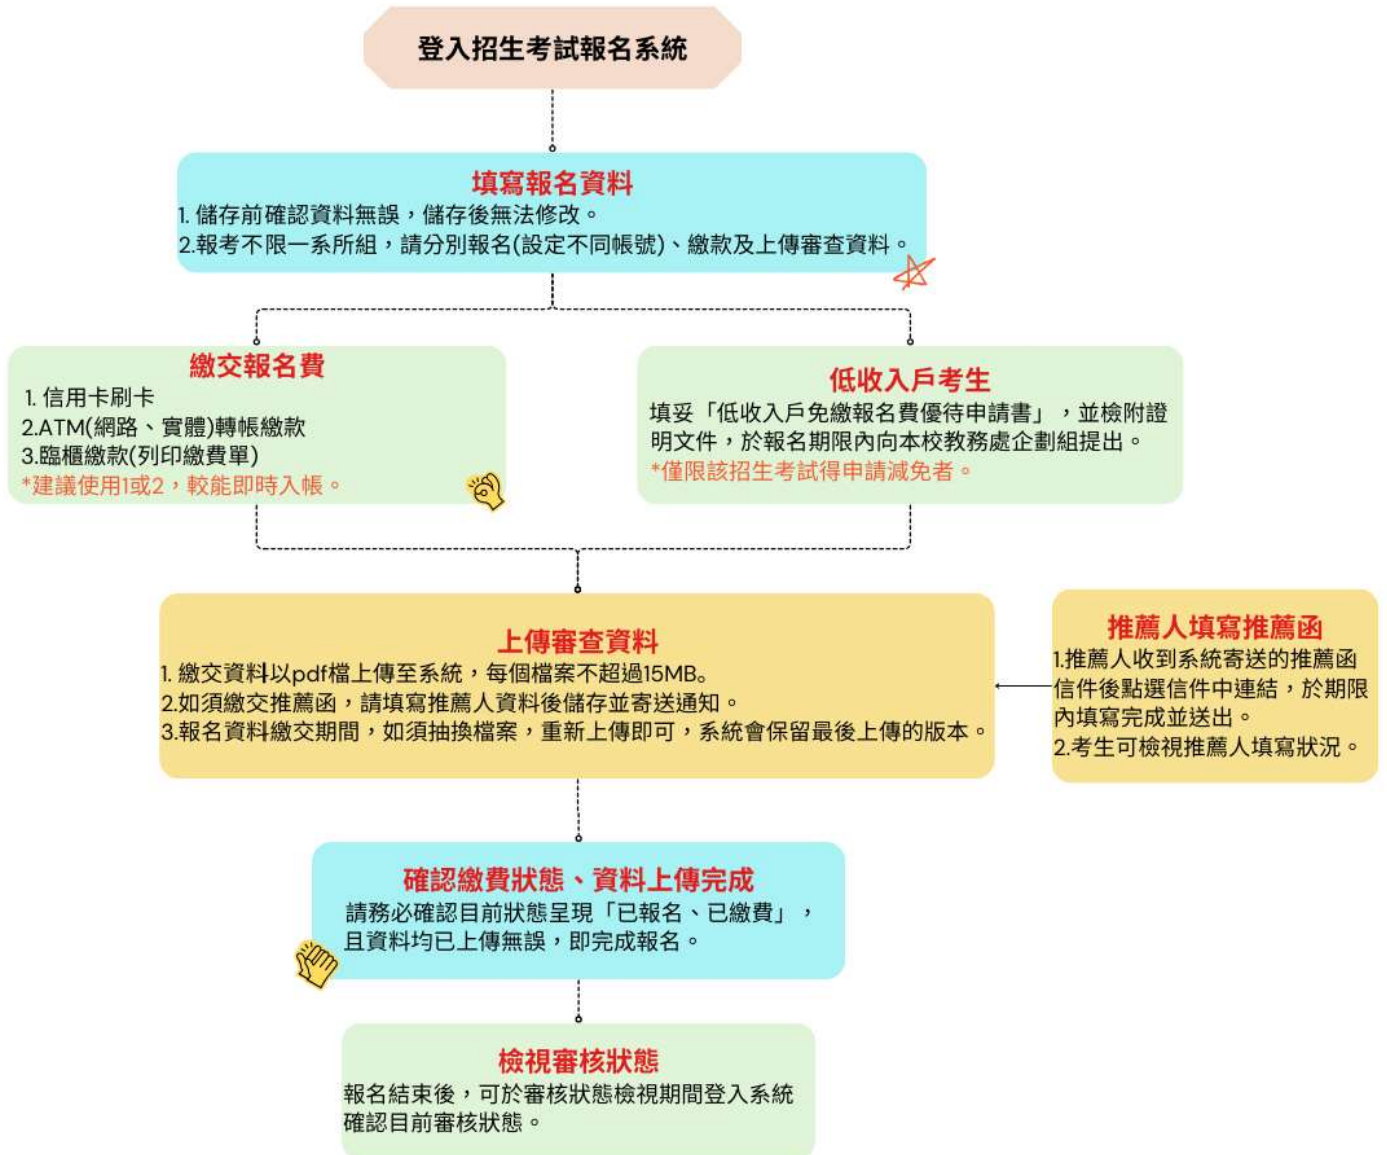 登入招生考試報名系統
填寫報名資料
1. 儲存前確認資料無誤，儲存後無法修改。
2.報考不限一系所組，請分別報名(設定不同帳號)、繳款及上傳審查資料。
繳交報名費
1. 信用卡刷卡
2.ATM(網路、實體)轉帳繳款
3.臨櫃繳款(列印繳費單)
*建議使用1或2，較能即時入帳。
低收入戶考生
填妥「低收入戶免繳報名費優待申請書」，並檢附證
明文件，於報名期限內向本校教務處企劃組提出。
*僅限該招生考試得申請減免者。
上傳審查資料
1. 繳交資料以pdf檔上傳至系統，每個檔案不超過15MB。
2.如須繳交推薦函，請填寫推薦人資料後儲存並寄送通知。
3.報名資料繳交期間，如須抽換檔案，重新上傳即可，系統會保留最後上傳的版本。
推薦人填寫推薦函
1.推薦人收到系統寄送的推薦函
信件後點選信件中連結，於期限
內填寫完成並送出。
2.考生可檢視推薦人填寫狀況。
確認繳費狀態、資料上傳完成
請務必確認目前狀態呈現「已報名、已繳費」，
且資料均已上傳無誤，即完成報名。
檢視審核狀態
報名結束後，可於審核狀態檢視期間登入系統
確認目前審核狀態。